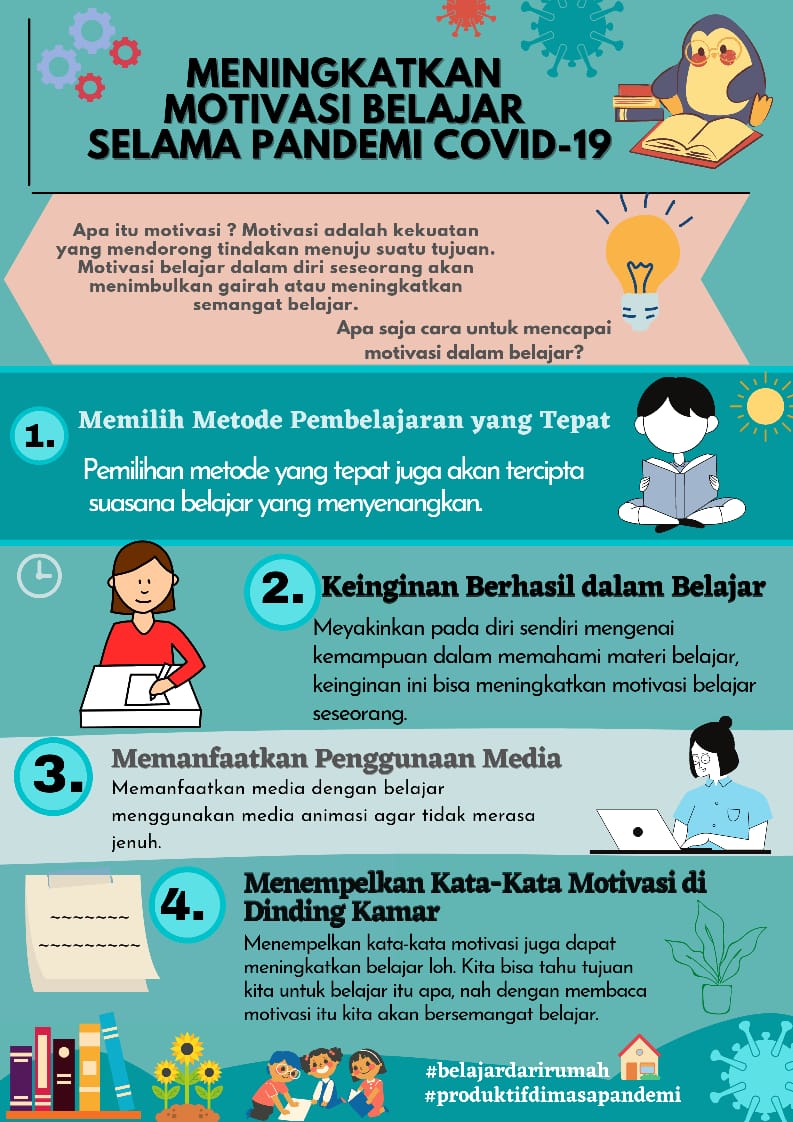 MENINGKATKAN
MOTIVASI BELAJAR
SELAMA PANDEMI COVID-19
Apa itu motivasi ? Motivasi adalah kekuatan
yang mendorong tindakan menuju suatu tujuan.
Motivasi belajar dalam diri seseorang akan
menimbulkan gairah atau meningkatkan
semangat belajar.
Apa saja cara untuk mencapai
motivasi dalam belajar?
1. Memilih Metode Pembelajaran yang Tepat
Pemilihan metode yang tepat juga akan tercipta
suasana belajar yang menyenangkan.
2. Keinginan Berhasil dalam Belajar
Meyakinkan pada diri sendiri mengenai
kemampuan dalam memahami materi belajar,
keinginan ini bisa meningkatkan motivasi belajar
seseorang.
3. Memanfaatkan Penggunaan Media
Memanfaatkan media dengan belajar
menggunakan media animasi agar tidak merasa
jenuh.
4. Menempelkan Kata-Kata Motivasi di
Dinding Kamar
Menempelkan kata-kata motivasi juga dapat
meningkatkan belajar loh. Kita bisa tahu tujuan
kita untuk belajar itu apa, nah dengan membaca
motivasi itu kita akan bersemangat belajar.
#belajardarirumah
#produktifdimasapandemi